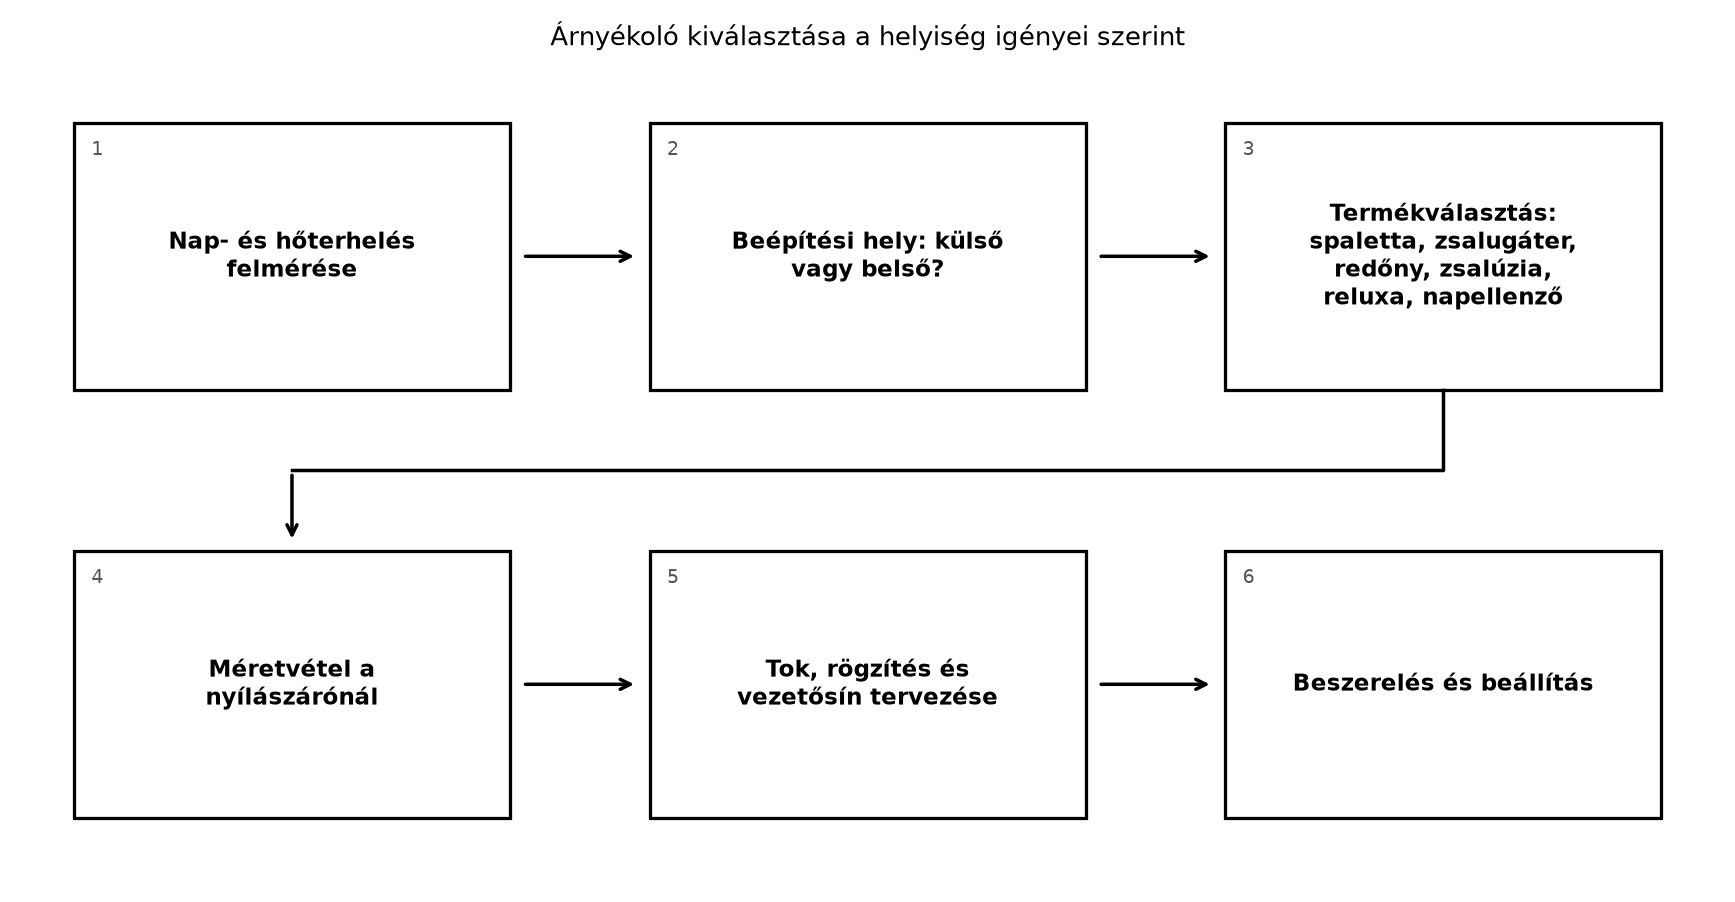 Árnyékoló kiválasztása a helyiség igényei szerint
1
Nap- és hőterhelés
felmérése
2
Beépítési hely: külső
vagy belső?
3
Termékválasztás:
spaletta, zsalugáter,
redőny, zsalúzia,
reluxa, napellenző
4
Méretvétel a
nyílászárónál
5
Tok, rögzítés és
vezetősín tervezése
6
Beszerelés és beállítás